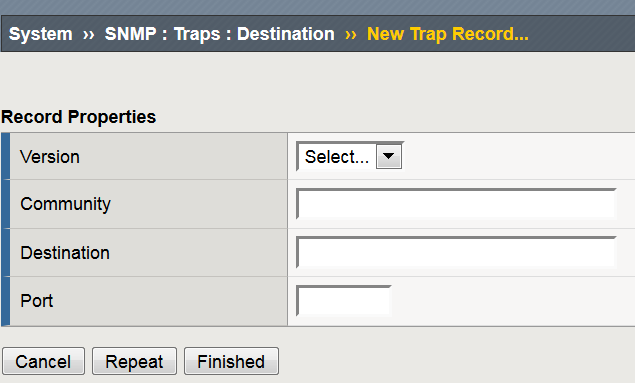 System ›› SNMP : Traps : Destination ›› New Trap Record...
Record Properties
Version Select...
Community
Destination
Port
Cancel Repeat Finished